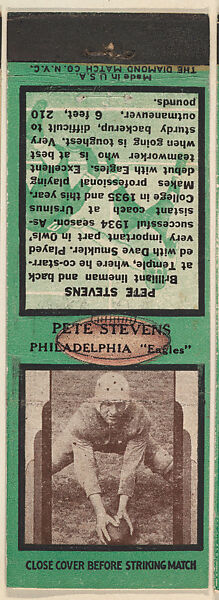 PETE STEVENS
PHILADELPHIA "Eagles"
CLOSE COVER BEFORE STRIKING MATCH
PETE STEVENS
Brilliant lineman and back
at Temple, where he co-starr-
ed with Dave Smukler. Played
very important part in Owls'
successful 1934 season. As-
sistant coach at Ursinus
College in 1935 and this year.
Makes professional playing
debut with Eagles. Excellent
teamworker who is at best
when going is toughest. Very
sturdy backerup, difficult to
outmaneuver. 6 feet, 210
pounds.
Made in U.S.A.
THE DIAMOND MATCH CO. N.Y.C.